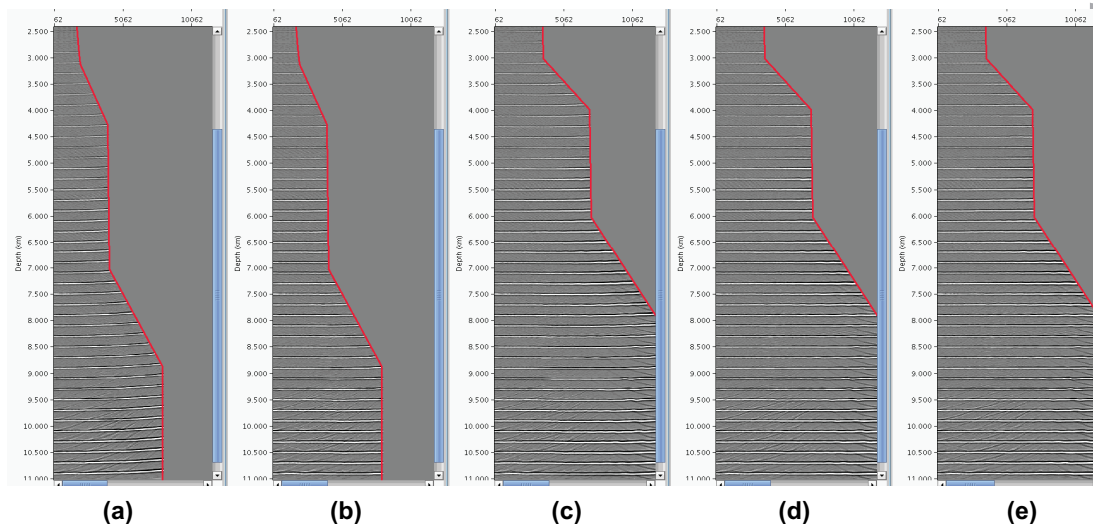 62 5062 10062 62 5062 10062 62 5062 10062 62 5062 10062 62 5062 10062
2.500 2.500 2.500 2.500 2.500
3.000 3.000 3.000 3.000 3.000
3.500 3.500 3.500 3.500 3.500
4.000 4.000 4.000 4.000 4.000
4.500 4.500 4.500 4.500 4.500
5.000 5.000 5.000 5.000 5.000
5.500 5.500 5.500 5.500 5.500
6.000 6.000 6.000 6.000 6.000
6.500 6.500 6.500 6.500 6.500
Depth (km) Depth (km) Depth (km) Depth (km) Depth (km)
7.000 7.000 7.000 7.000 7.000
7.500 7.500 7.500 7.500 7.500
8.000 8.000 8.000 8.000 8.000
8.500 8.500 8.500 8.500 8.500
9.000 9.000 9.000 9.000 9.000
9.500 9.500 9.500 9.500 9.500
10.000 10.000 10.000 10.000 10.000
10.500 10.500 10.500 10.500 10.500
11.000 11.000 11.000 11.000 11.000
(a) (b) (c) (d) (e)